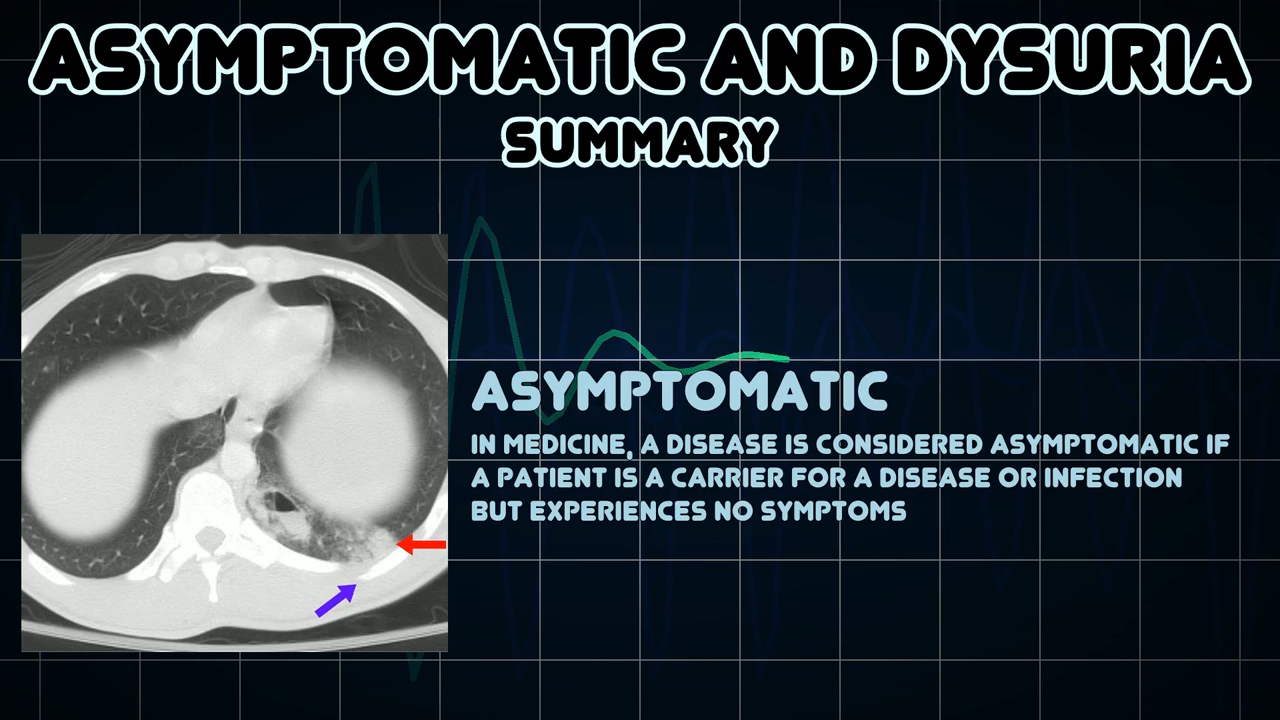 ASYMPTOMATIC AND DYSURIA
SUMMARY
ASYMPTOMATIC
IN MEDICINE, A DISEASE IS CONSIDERED ASYMPTOMATIC IF
A PATIENT IS A CARRIER FOR A DISEASE OR INFECTION
BUT EXPERIENCES NO SYMPTOMS